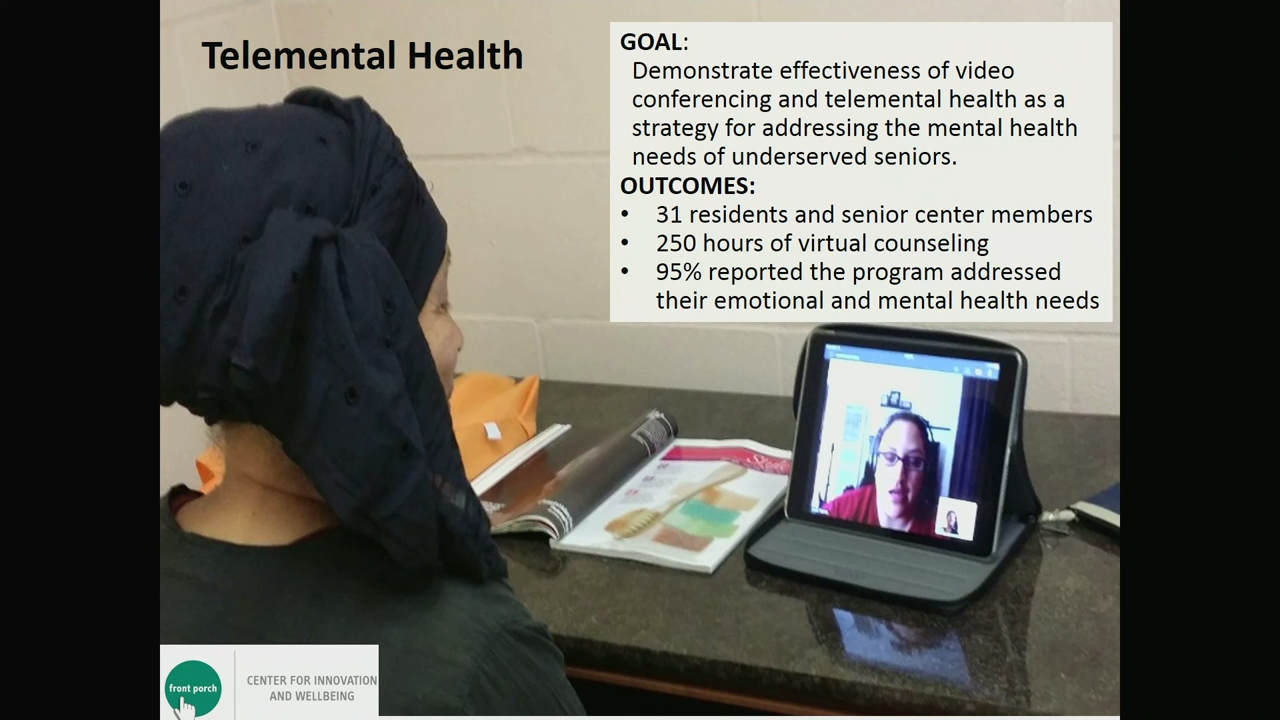 Telemental Health
GOAL:
Demonstrate effectiveness of video
conferencing and telemental health as a
strategy for addressing the mental health
needs of underserved seniors.
OUTCOMES:
• 31 residents and senior center members
• 250 hours of virtual counseling
• 95% reported the program addressed
their emotional and mental health needs
front porch
CENTER FOR INNOVATION
AND WELLBEING